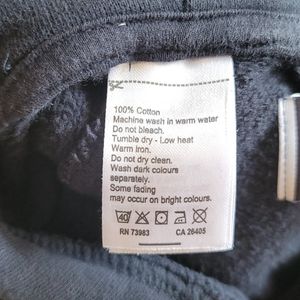 100% Cotton
Machine wash in warm water
Do not bleach.
Tumble dry - Low heat
Warm iron.
Do not dry clean.
Wash dark colours
separately.
Some fading
may occur on bright colours.
40
RN 73983 CA 26405